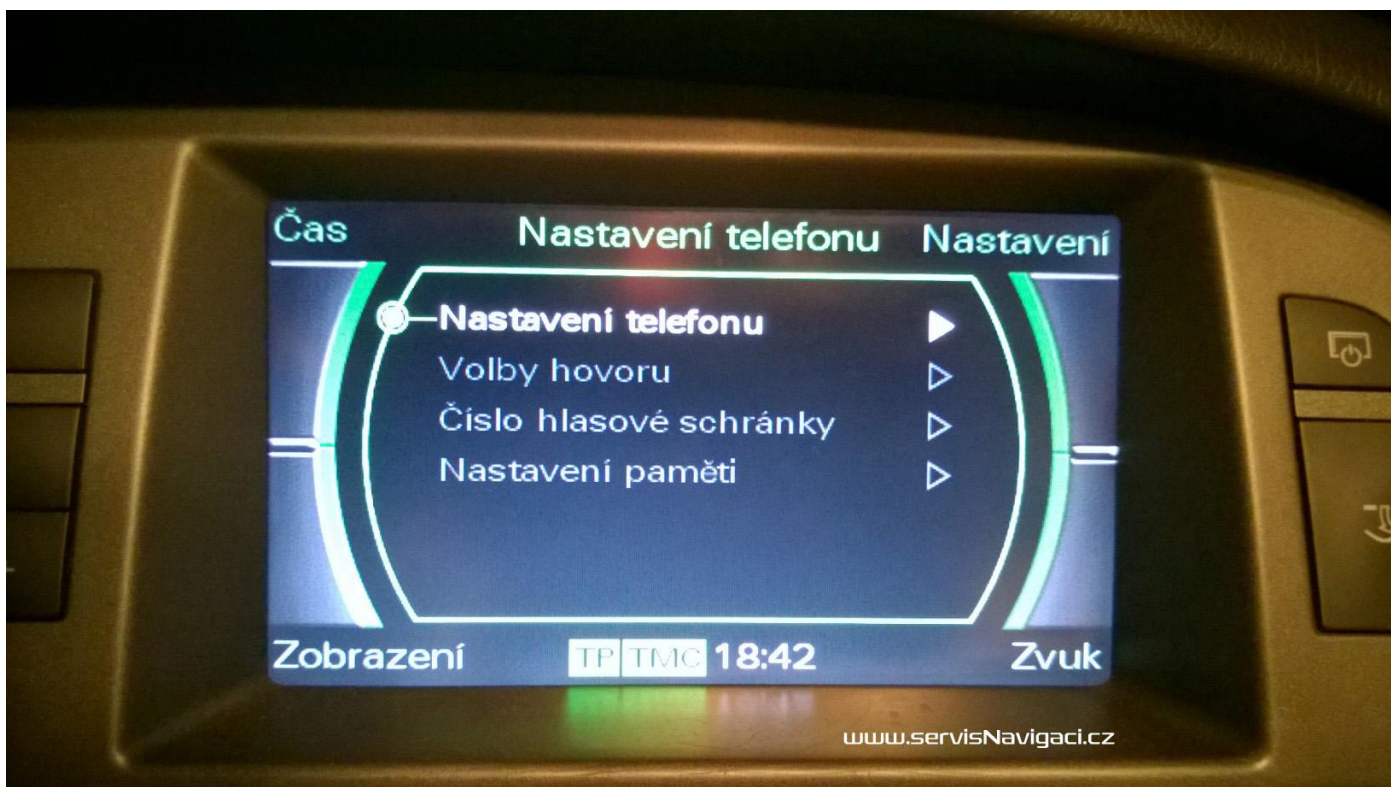 Čas Nastavení telefonu Nastavení
Nastavení telefonu
Volby hovoru
Číslo hlasové schránky
Nastavení paměti
Zobrazení TP TMC 18:42 Zvuk
www.servisNavigaci.cz